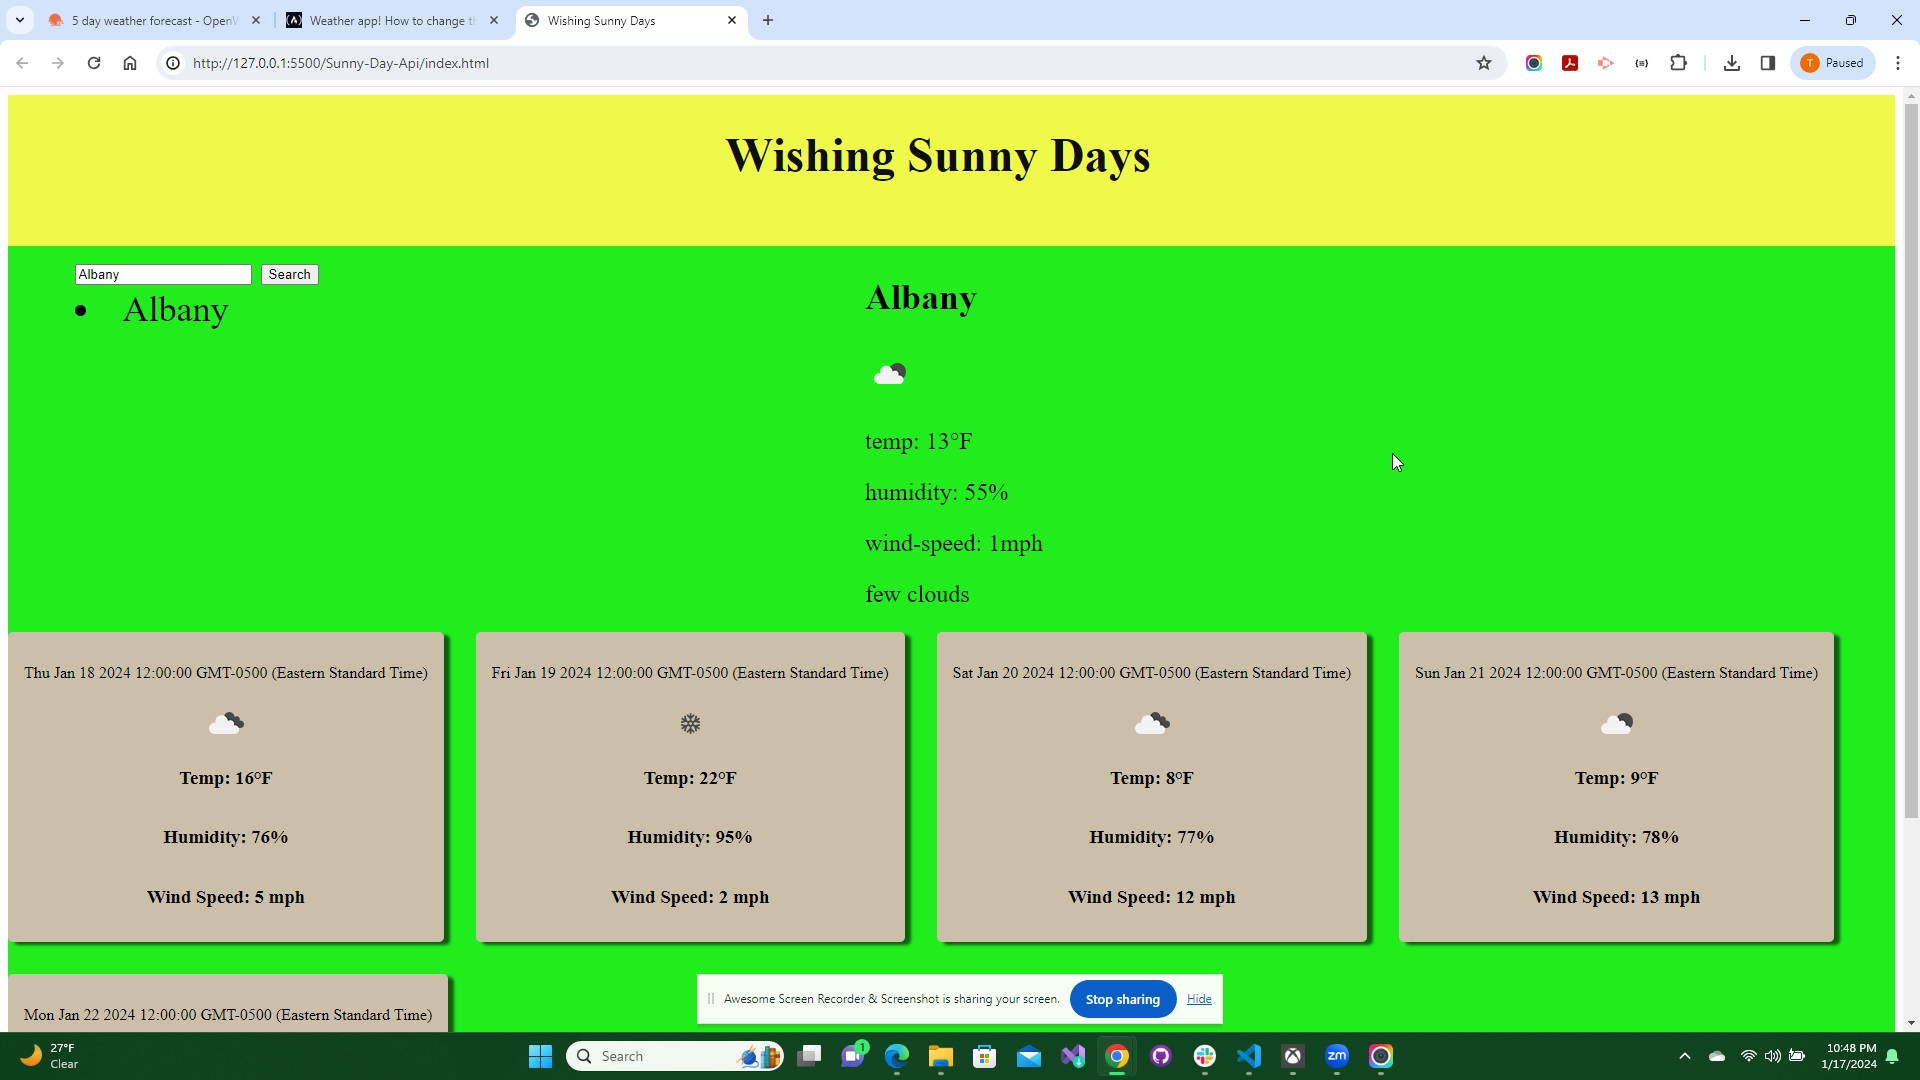 5 day weather forecast - OpenW
Weather app! How to change th
Wishing Sunny Days
http://127.0.0.1:5500/Sunny-Day-Api/index.html
T Paused
Wishing Sunny Days
Albany Search
• Albany
Albany
temp: 13°F
humidity: 55%
wind-speed: 1mph
few clouds
Thu Jan 18 2024 12:00:00 GMT-0500 (Eastern Standard Time)
Temp: 16°F
Humidity: 76%
Wind Speed: 5 mph
Fri Jan 19 2024 12:00:00 GMT-0500 (Eastern Standard Time)
Temp: 22°F
Humidity: 95%
Wind Speed: 2 mph
Sat Jan 20 2024 12:00:00 GMT-0500 (Eastern Standard Time)
Temp: 8°F
Humidity: 77%
Wind Speed: 12 mph
Sun Jan 21 2024 12:00:00 GMT-0500 (Eastern Standard Time)
Temp: 9°F
Humidity: 78%
Wind Speed: 13 mph
Mon Jan 22 2024 12:00:00 GMT-0500 (Eastern Standard Time)
Awesome Screen Recorder & Screenshot is sharing your screen. Stop sharing Hide
27°F
Clear
Search
1
zm
10:48 PM
1/17/2024